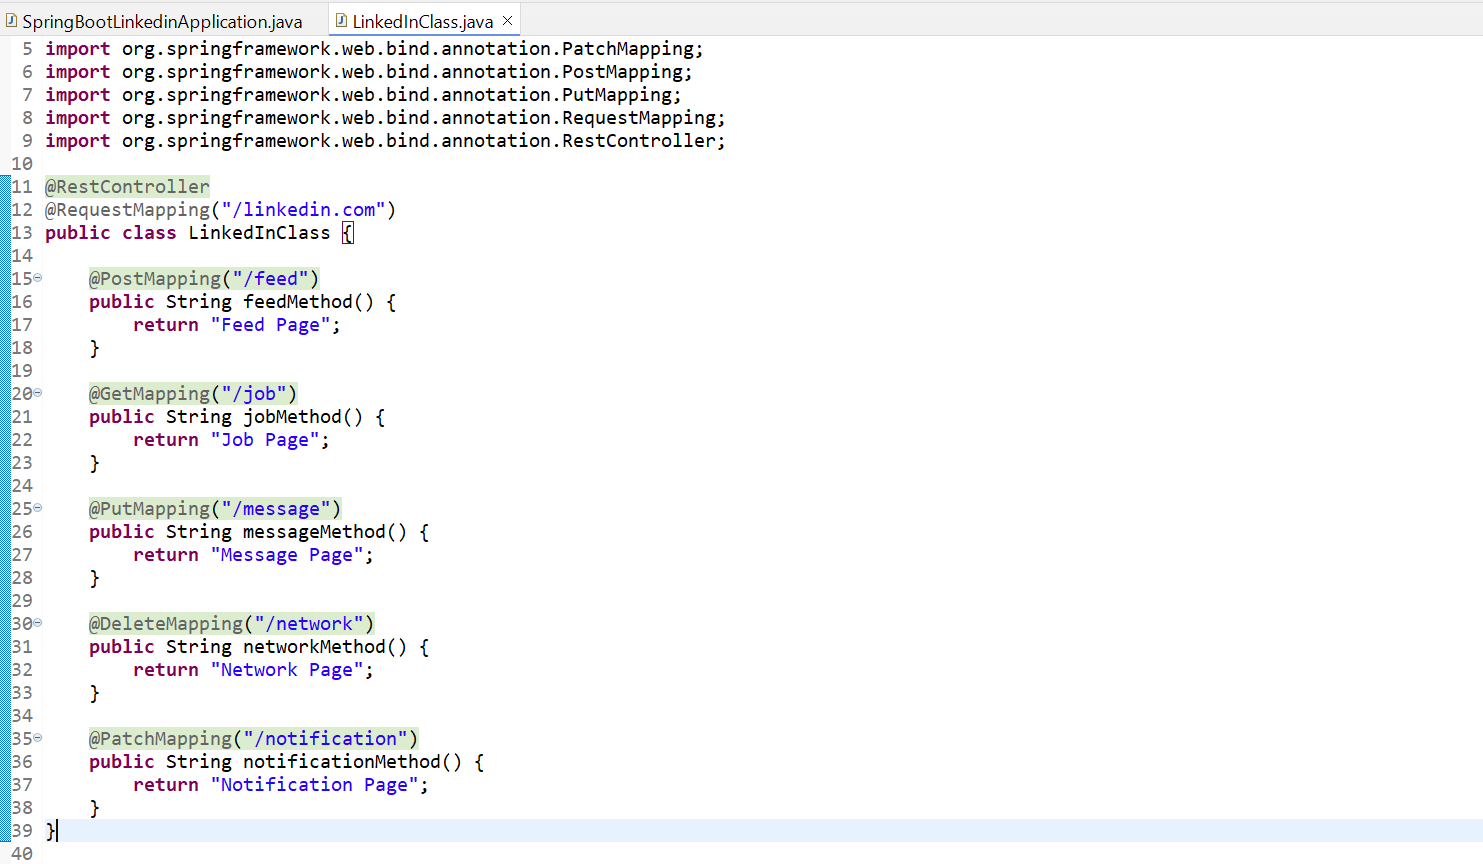 SpringBootLinkedinApplication.java LinkedInClass.java
5 import org.springframework.web.bind.annotation.PatchMapping;
6 import org.springframework.web.bind.annotation.PostMapping;
7 import org.springframework.web.bind.annotation.PutMapping;
8 import org.springframework.web.bind.annotation.RequestMapping;
9 import org.springframework.web.bind.annotation.RestController;
10
11 @RestController
12 @RequestMapping("/linkedin.com")
13 public class LinkedInClass {
14
15 @PostMapping("/feed")
16 public String feedMethod() {
17 return "Feed Page";
18 }
19
20 @GetMapping("/job")
21 public String jobMethod() {
22 return "Job Page";
23 }
24
25 @PutMapping("/message")
26 public String messageMethod() {
27 return "Message Page";
28 }
29
30 @DeleteMapping("/network")
31 public String networkMethod() {
32 return "Network Page";
33 }
34
35 @PatchMapping("/notification")
36 public String notificationMethod() {
37 return "Notification Page";
38 }
39 }
40